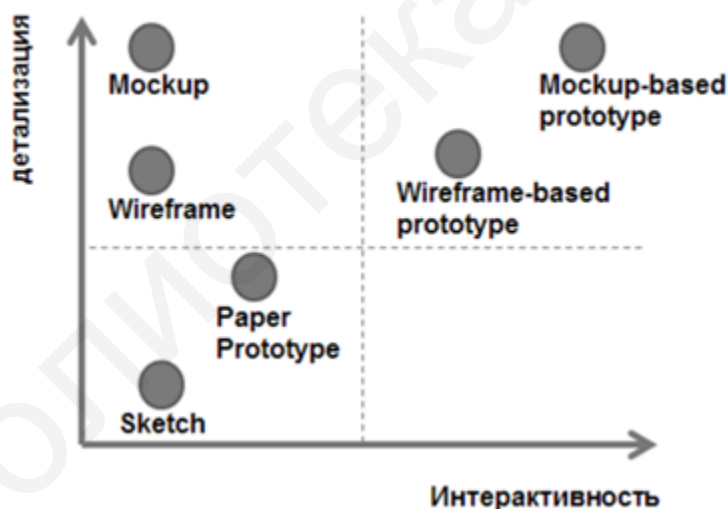 детализация
Mockup
Mockup-based
prototype
Wireframe
Wireframe-based
prototype
Paper
Prototype
Sketch
Интерактивность